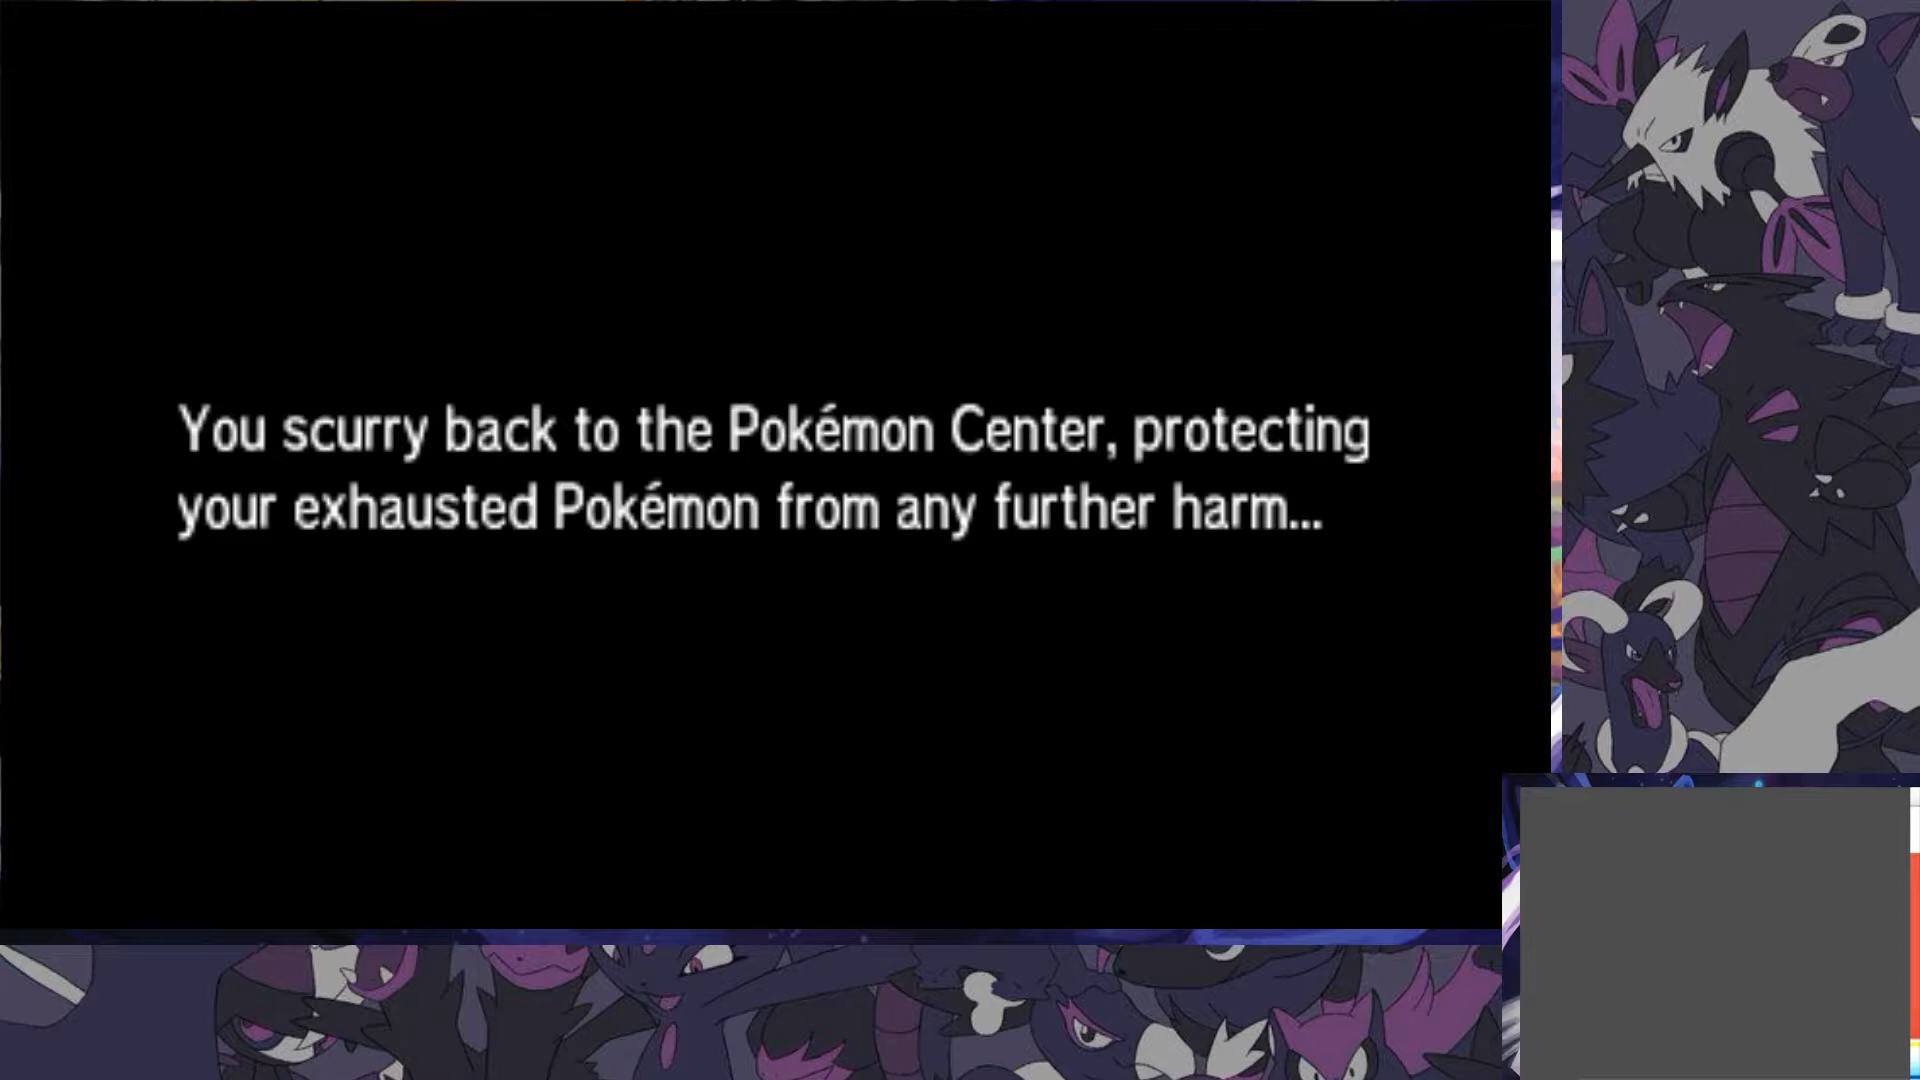 You scurry back to the Pokémon Center, protecting
your exhausted Pokémon from any further harm...